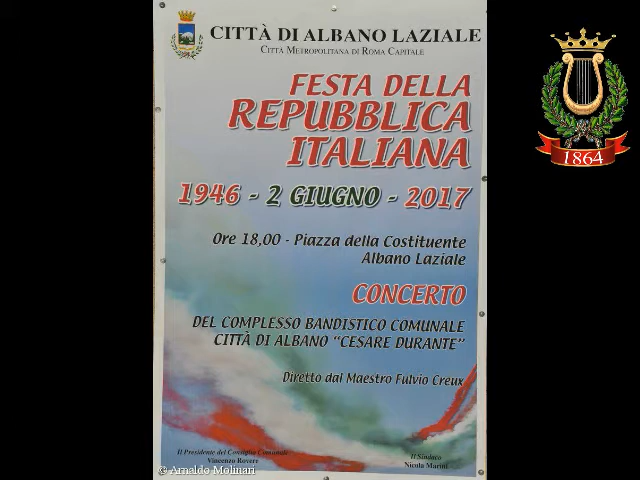 CITTÀ DI ALBANO LAZIALE
CITTÀ METROPOLITANA DI ROMA CAPITALE
FESTA DELLA
REPUBBLICA
ITALIANA
1946 - 2 GIUGNO - 2017
Ore 18,00 - Piazza della Costituente
Albano Laziale
CONCERTO
DEL COMPLESSO BANDISTICO COMUNALE
CITTÀ DI ALBANO "CESARE DURANTE"
Diretto dal Maestro Fulvio Creux
Il Presidente del Consiglio Comunale
Vincenzo Rovere
Il Sindaco
Nicola Marini
© Arnaldo Molinari
1864